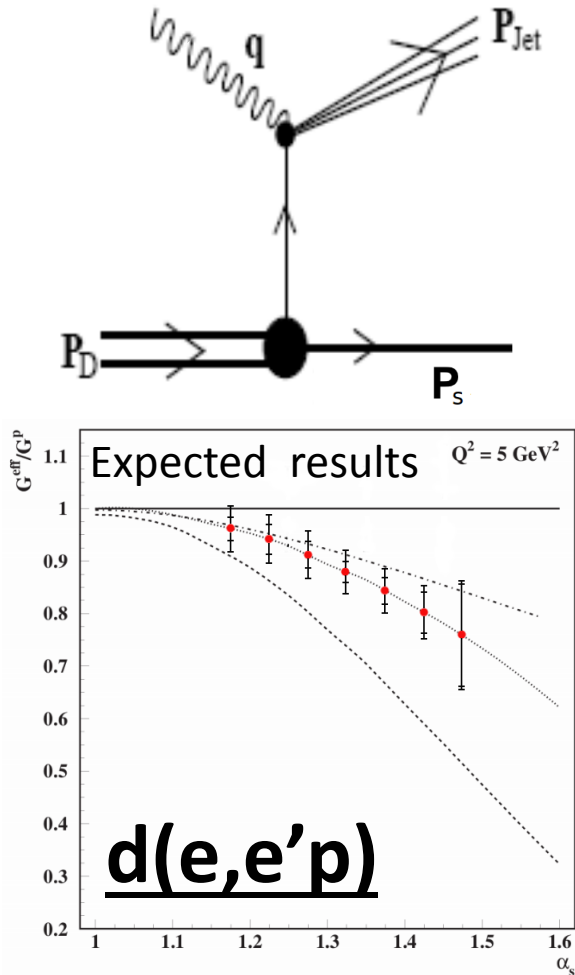 q
P_Jet
P_D
P_s
Expected results
Q² = 5 GeV²
G^eff/G^p
1.1
1
0.9
0.8
0.7
0.6
0.5
0.4
0.3
0.2
d(e,e’p)
1 1.1 1.2 1.3 1.4 1.5 1.6
α_s